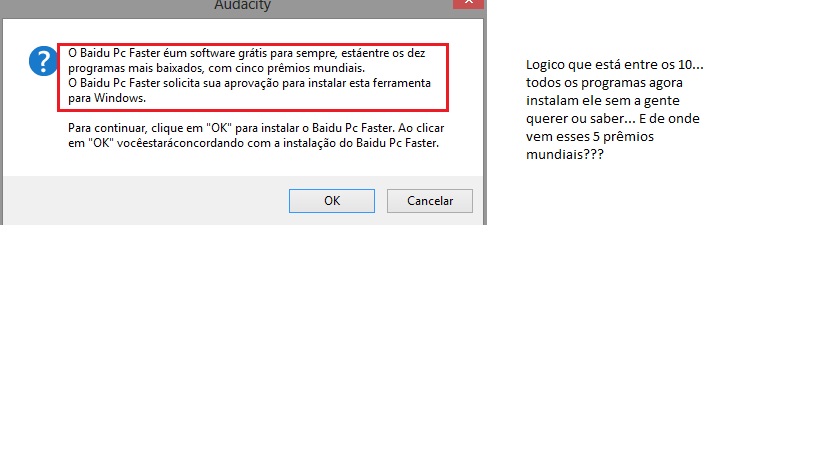 Audacity
O Baidu Pc Faster éum software grátis para sempre, estáentre os dez
programas mais baixados, com cinco prêmios mundiais.
O Baidu Pc Faster solicita sua aprovação para instalar esta ferramenta
para Windows.
Para continuar, clique em "OK" para instalar o Baidu Pc Faster. Ao clicar
em "OK" vocêestaráconcordando com a instalação do Baidu Pc Faster.
OK
Cancelar
Logico que está entre os 10...
todos os programas agora
instalam ele sem a gente
querer ou saber... E de onde
vem esses 5 prêmios
mundiais???